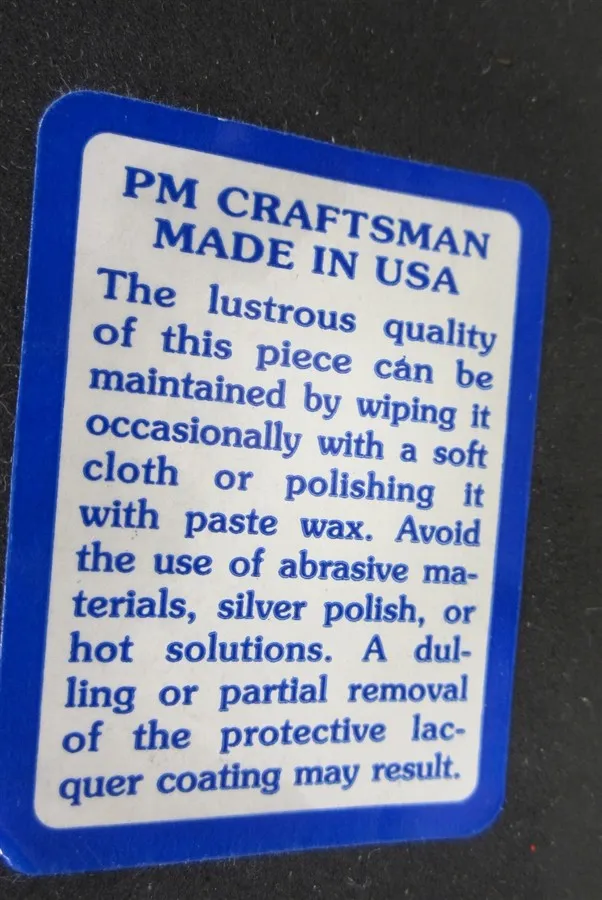 PM CRAFTSMAN
MADE IN USA
The lustrous quality
of this piece can be
maintained by wiping it
occasionally with a soft
cloth or polishing it
with paste wax. Avoid
the use of abrasive ma-
terials, silver polish, or
hot solutions. A dul-
ling or partial removal
of the protective lac-
quer coating may result.